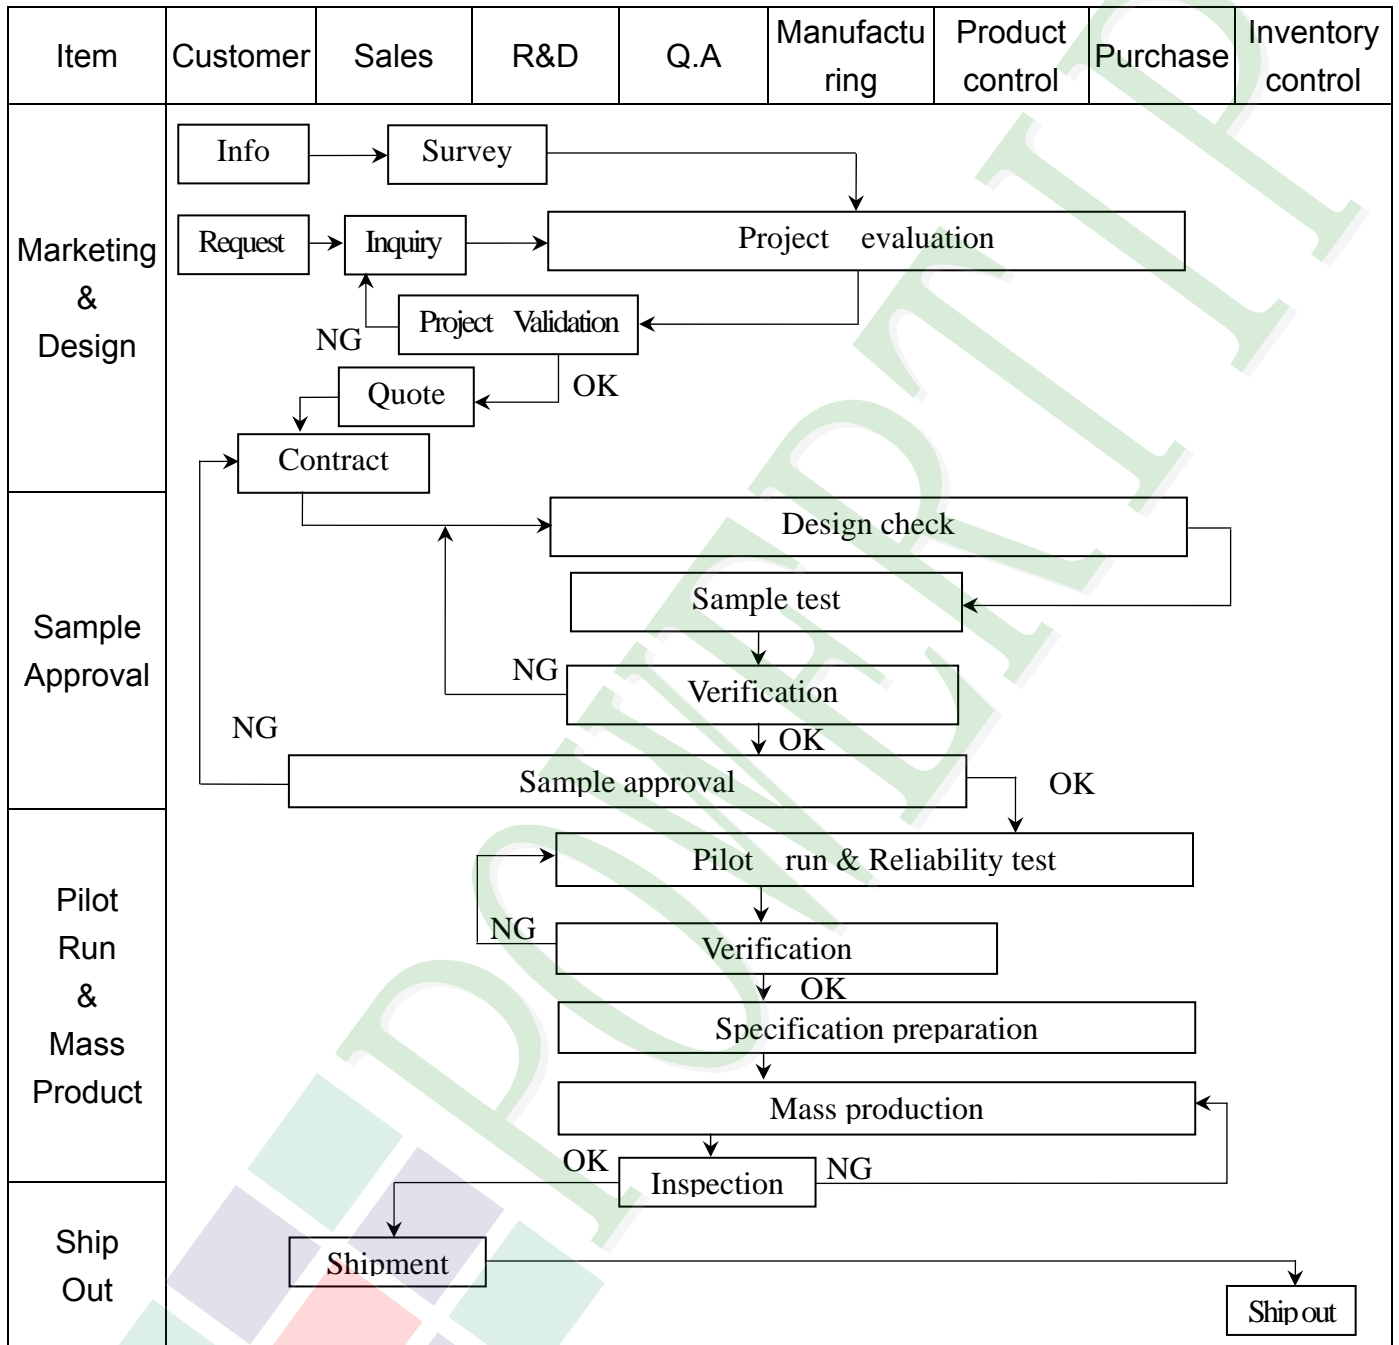 Item
Customer
Sales
R&D
Q.A
Manufactu
ring
Product
control
Purchase
Inventory
control
Marketing
&
Design
Info
Survey
Request
Inquiry
Project evaluation
NG
Project Validation
Quote
OK
Contract
Sample
Approval
Design check
Sample test
NG
Verification
NG
OK
Sample approval
OK
Pilot
Run
&
Mass
Product
Pilot run & Reliability test
NG
Verification
OK
Specification preparation
Mass production
OK
Inspection
NG
Ship
Out
Shipment
Ship out
POWERTIP